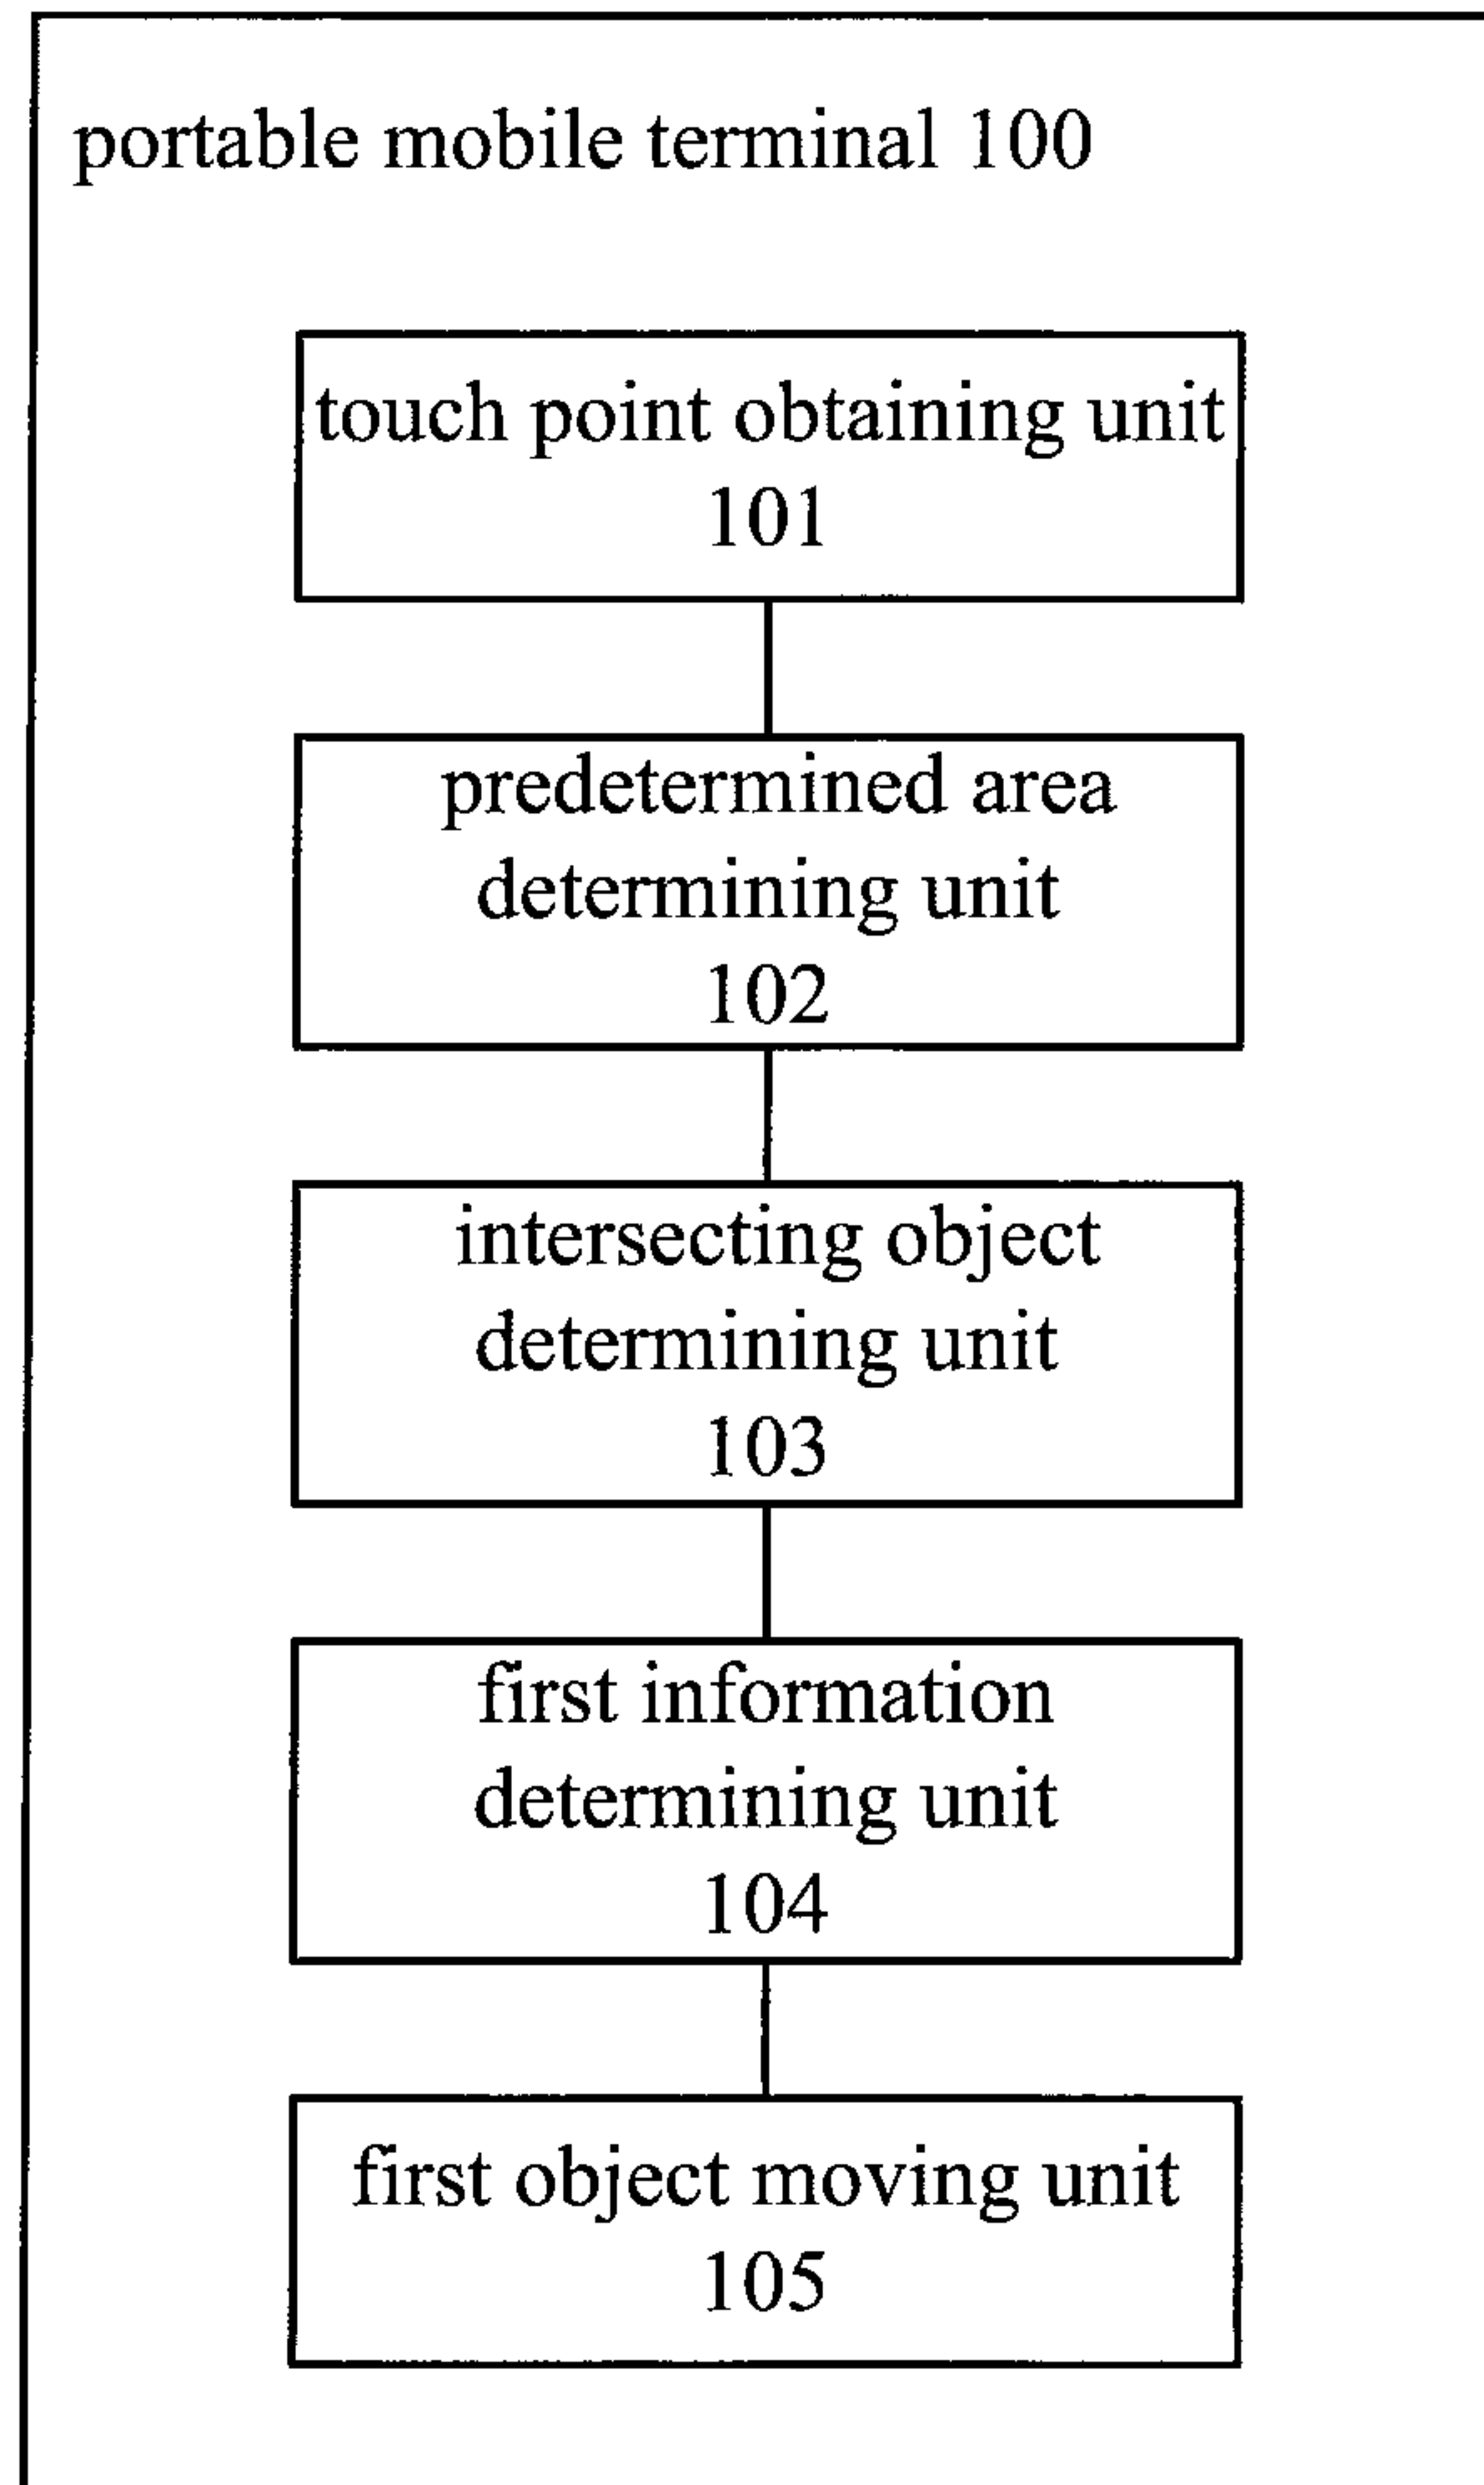 portable mobile terminal 100
touch point obtaining unit
101
predetermined area
determining unit
102
intersecting object
determining unit
103
first information
determining unit
104
first object moving unit
105